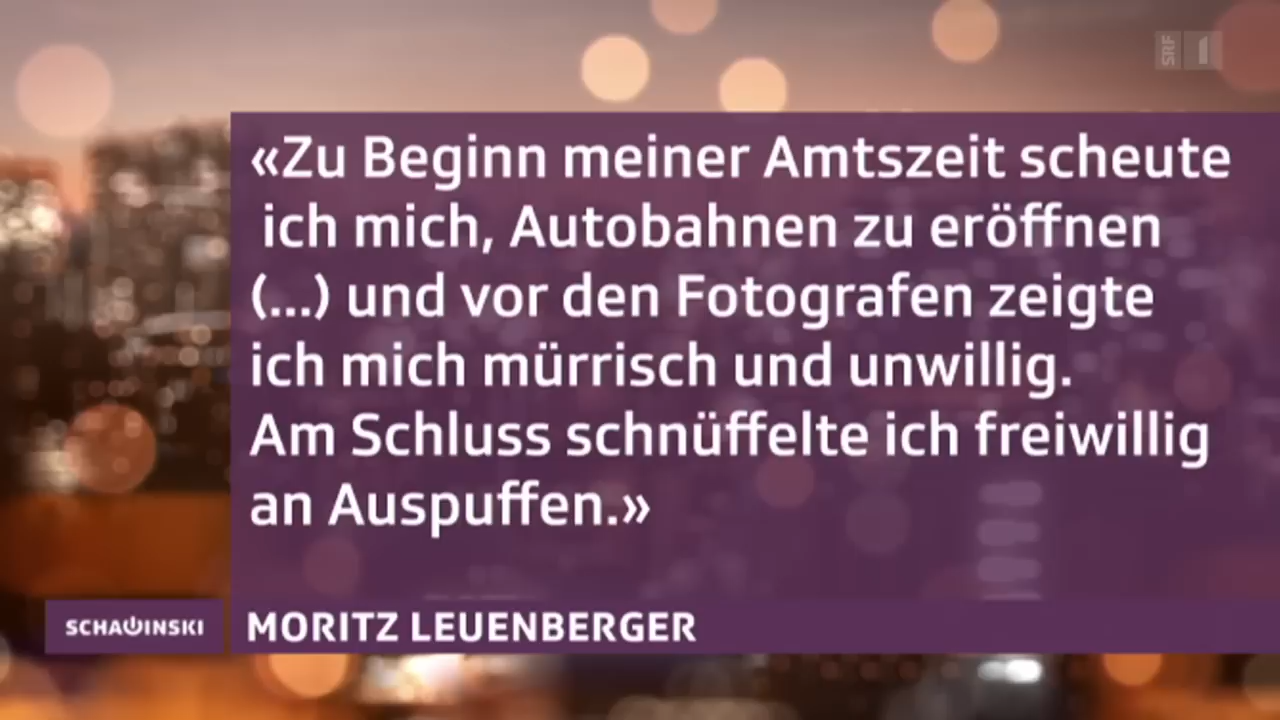 SRF 1
«Zu Beginn meiner Amtszeit scheute
ich mich, Autobahnen zu eröffnen
(...) und vor den Fotografen zeigte
ich mich mürrisch und unwillig.
Am Schluss schnüffelte ich freiwillig
an Auspuffen.»
SCHAWINSKI
MORITZ LEUENBERGER